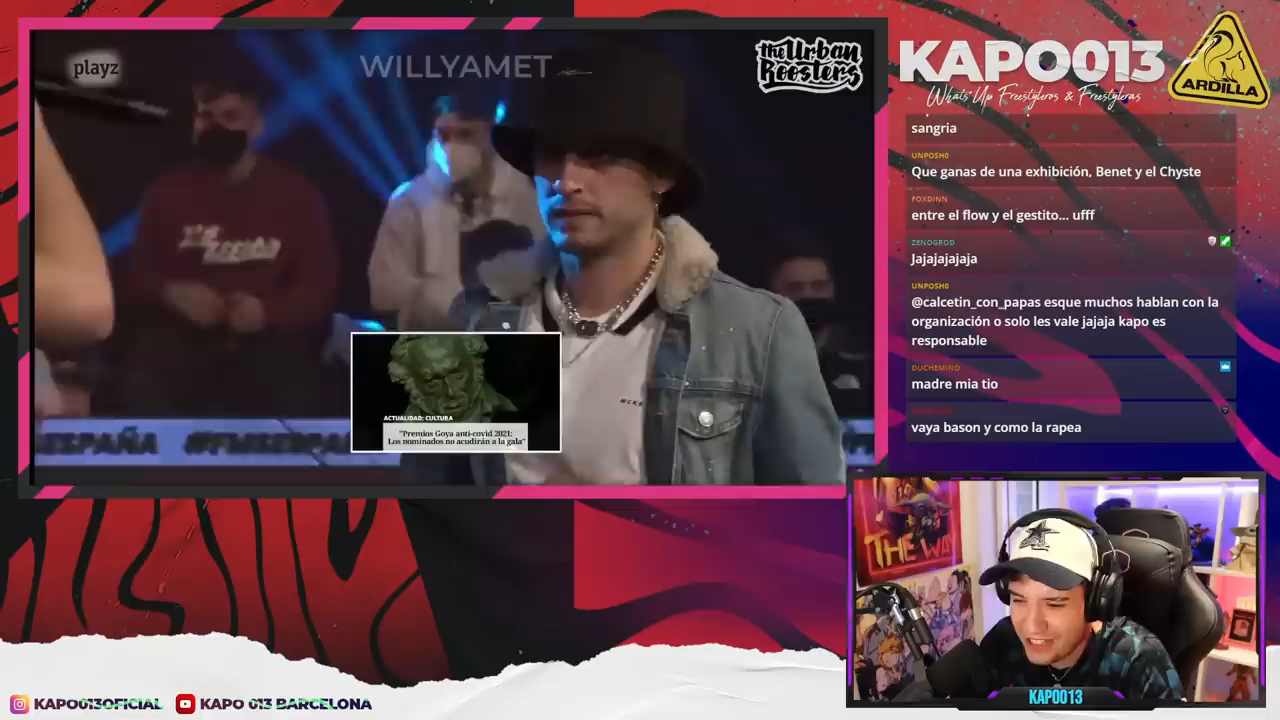 playz
WILLYAMET
the Urban
Roosters
ESPAÑA
ACTUALIDAD: CULTURA
"Premios Goya anti-covid 2021:
Los nominados no acudirán a la gala"
KAPO013
What's Up Freestyleros & Freestyleras
ARDILLA
sangria
UNPOSH0
Que ganas de una exhibición, Benet y el Chyste
FOXDINN
entre el flow y el gestito... ufff
ZENOGROD
Jajajajajaja
UNPOSH0
@calcetin_con_papas esque muchos hablan con la
organización o solo les vale jajaja kapo es
responsable
DUCHEMINO
madre mia tio
vaya bason y como la rapea
THE WAY
KAPO013
KAPO013OFICIAL
KAPO 013 BARCELONA